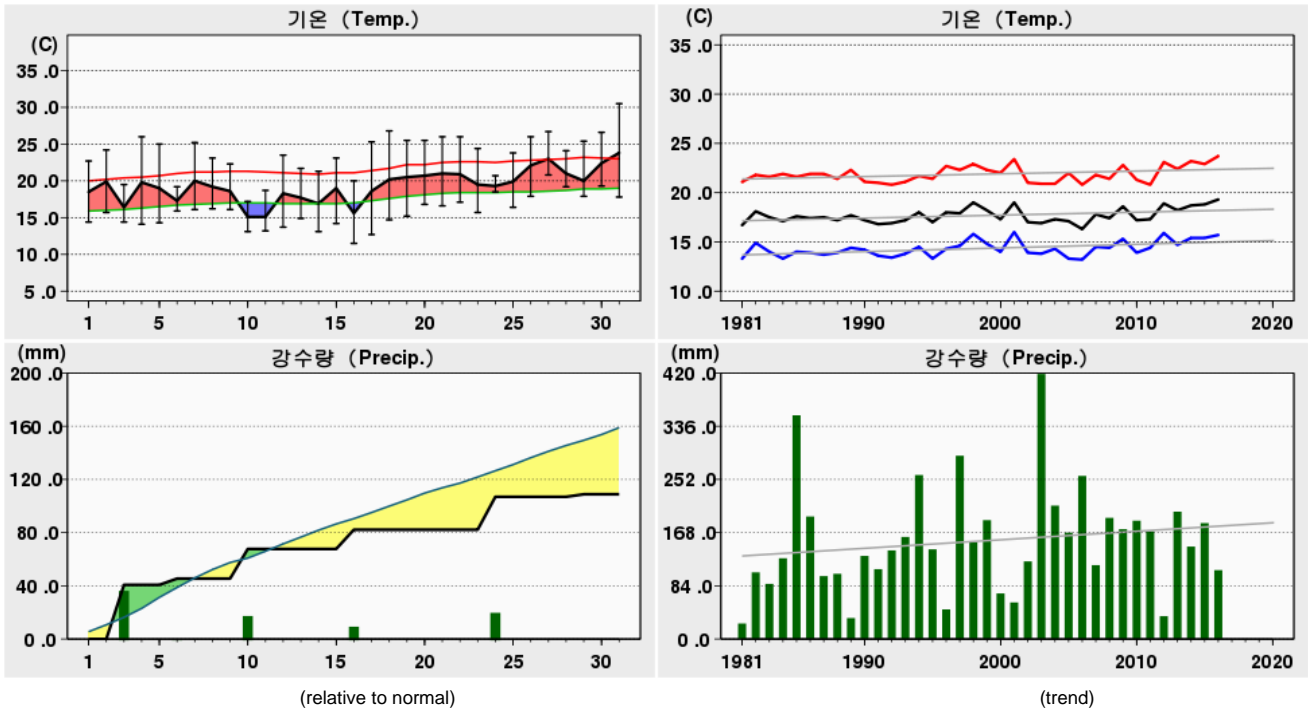 기온 (Temp.)
(C)
35 .0
30 .0
25 .0
20 .0
15 .0
10 .0
5 .0
1 5 10 15 20 25 30
기온 (Temp.)
(C)
35 .0
30 .0
25 .0
20 .0
15 .0
10 .0
1981 1990 2000 2010 2020
강수량 (Precip.)
(mm)
200 .0
160 .0
120 .0
80 .0
40 .0
0 .0
1 5 10 15 20 25 30
(relative to normal)
강수량 (Precip.)
(mm)
420 .0
336 .0
252 .0
168 .0
84 .0
0 .0
1981 1990 2000 2010 2020
(trend)